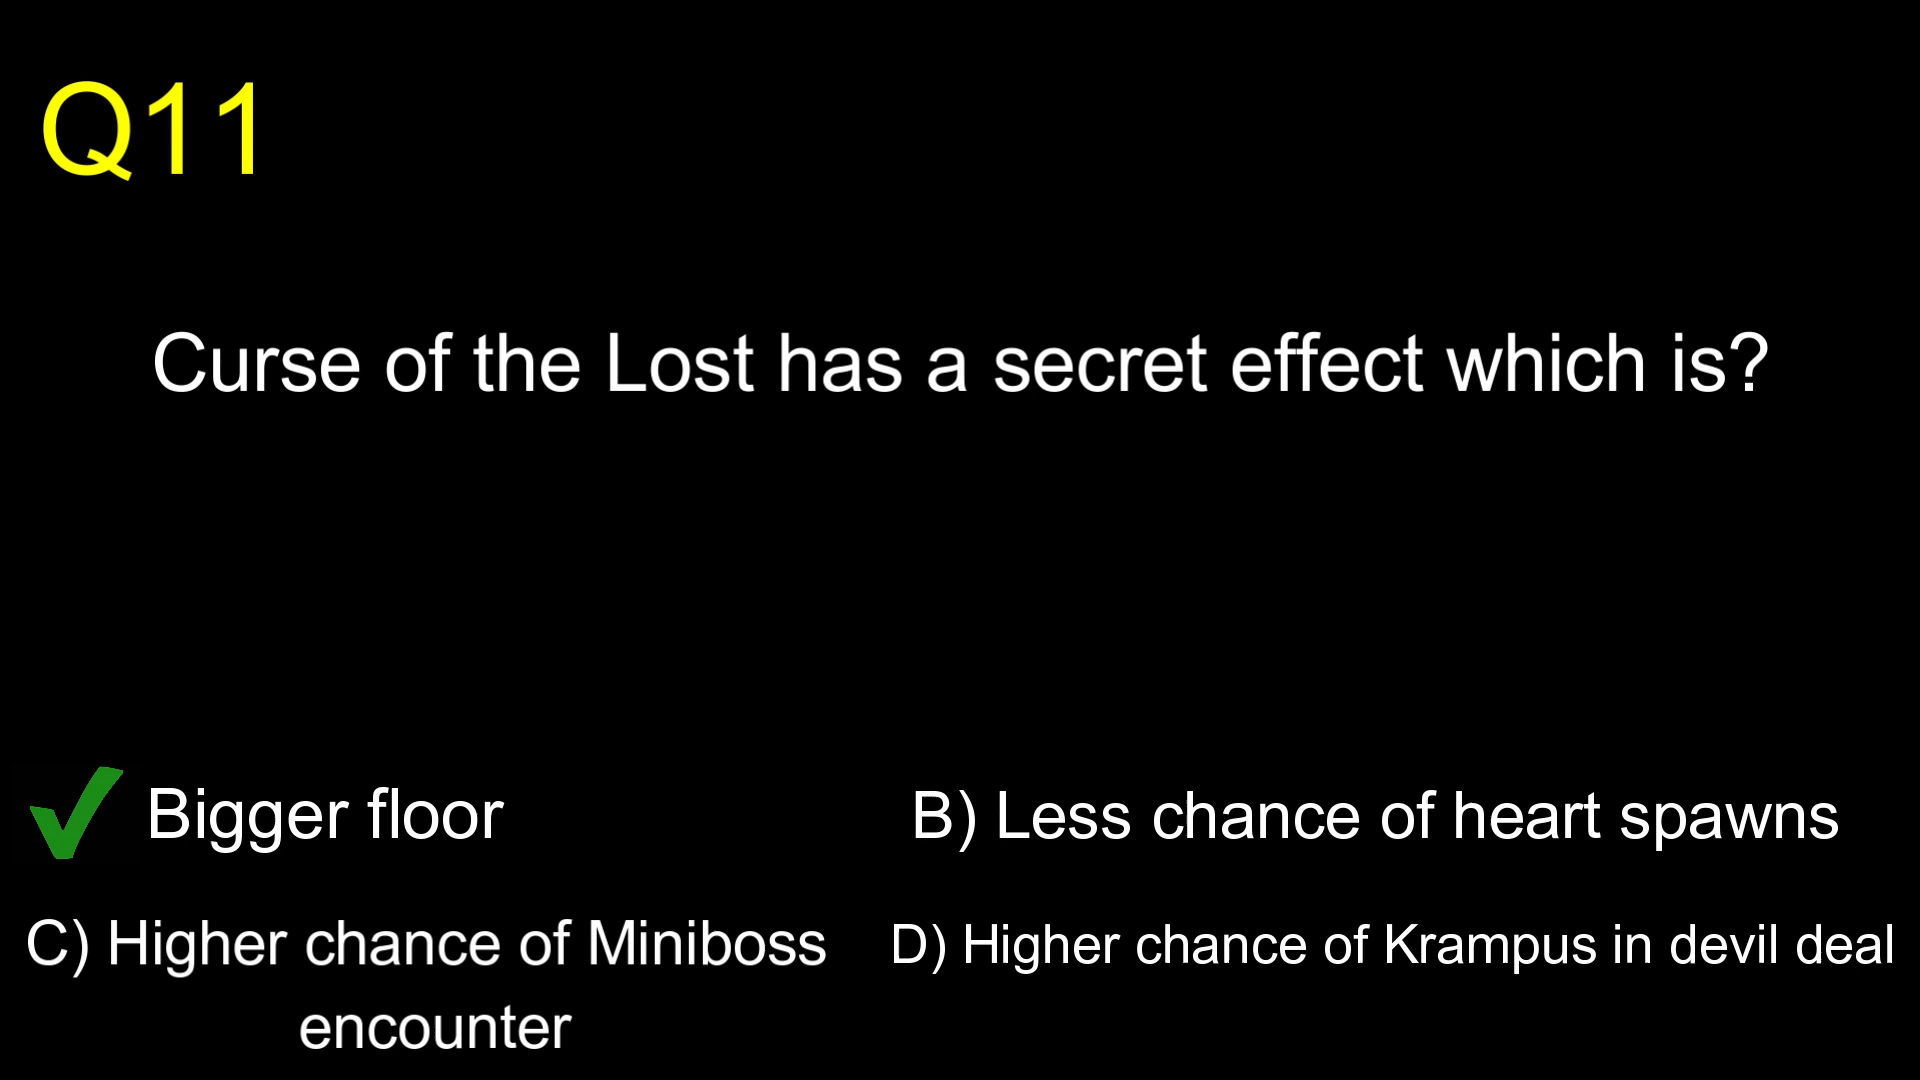 Q11
Curse of the Lost has a secret effect which is?
Bigger floor
B) Less chance of heart spawns
C) Higher chance of Miniboss
encounter
D) Higher chance of Krampus in devil deal